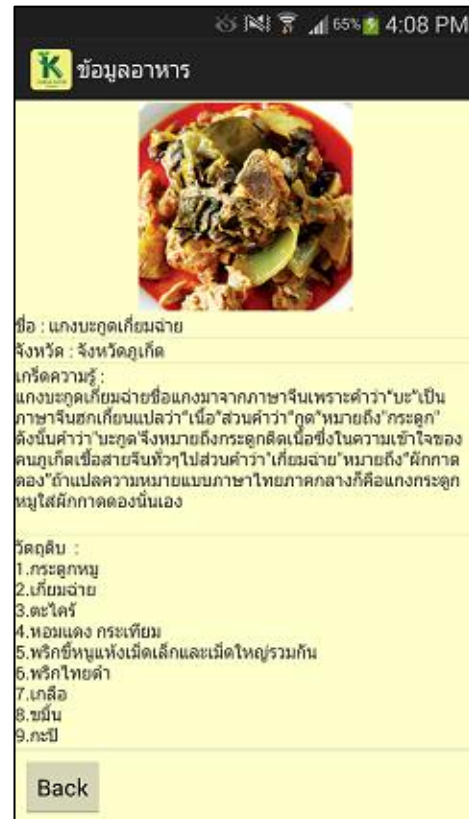 65% 4:08 PM
K ข้อมูลอาหาร
ชื่อ : แกงบะกูดเกี่ยมฉ่าย
จังหวัด : จังหวัดภูเก็ต
เกร็ดความรู้ :
แกงบะกูดเกี่ยมฉ่ายชื่อแกงมาจากภาษาจีนเพราะคำว่า"บะ"เป็น
ภาษาจีนฮกเกี้ยนแปลว่า"เนื้อ"ส่วนคำว่า"กูด"หมายถึง"กระดูก"
ดังนั้นคำว่า"บะกูด"จึงหมายถึงกระดูกติดเนื้อซึ่งในความเข้าใจของ
คนภูเก็ตเชื้อสายจีนทั่วๆไปส่วนคำว่า"เกี่ยมฉ่าย"หมายถึง"ผักกาด
ดอง"ถ้าแปลความหมายแบบภาษาไทยภาคกลางก็คือแกงกระดูก
หมูใส่ผักกาดดองนั่นเอง
วัตถุดิบ :
1.กระดูกหมู
2.เกี่ยมฉ่าย
3.ตะไคร้
4.หอมแดง กระเทียม
5.พริกขี้หนูแห้งเม็ดเล็กและเม็ดใหญ่รวมกัน
6.พริกไทยดำ
7.เกลือ
8.ขมิ้น
9.กะปิ
Back